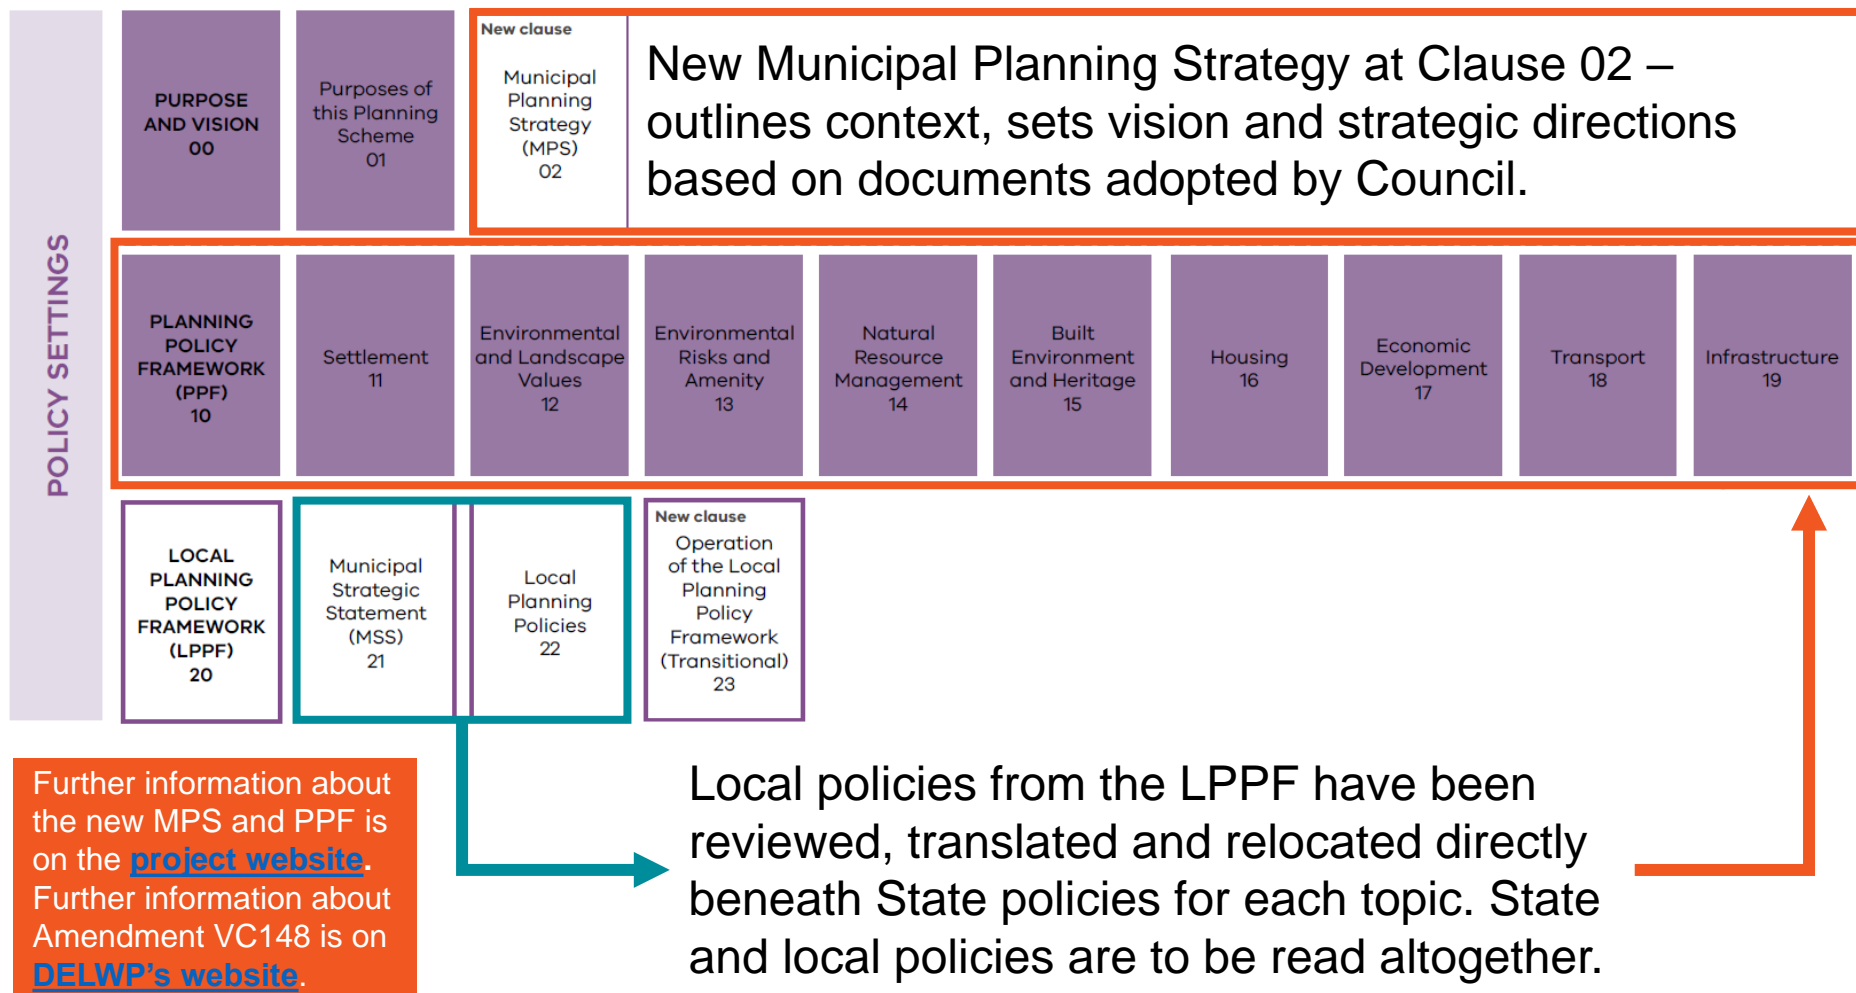 POLICY SETTINGS
PURPOSE
AND VISION
00
Purposes of
this Planning
Scheme
01
New clause
Municipal
Planning
Strategy
(MPS)
02
New Municipal Planning Strategy at Clause 02 –
outlines context, sets vision and strategic directions
based on documents adopted by Council.
PLANNING
POLICY
FRAMEWORK
(PPF)
10
Settlement
11
Environmental
and Landscape
Values
12
Environmental
Risks and
Amenity
13
Natural
Resource
Management
14
Built
Environment
and Heritage
15
Housing
16
Economic
Development
17
Transport
18
Infrastructure
19
LOCAL
PLANNING
POLICY
FRAMEWORK
(LPPF)
20
Municipal
Strategic
Statement
(MSS)
21
Local
Planning
Policies
22
New clause
Operation
of the Local
Planning
Policy
Framework
(Transitional)
23
Further information about
the new MPS and PPF is
on the project website.
Further information about
Amendment VC148 is on
DELWP's website.
Local policies from the LPPF have been
reviewed, translated and relocated directly
beneath State policies for each topic. State
and local policies are to be read altogether.